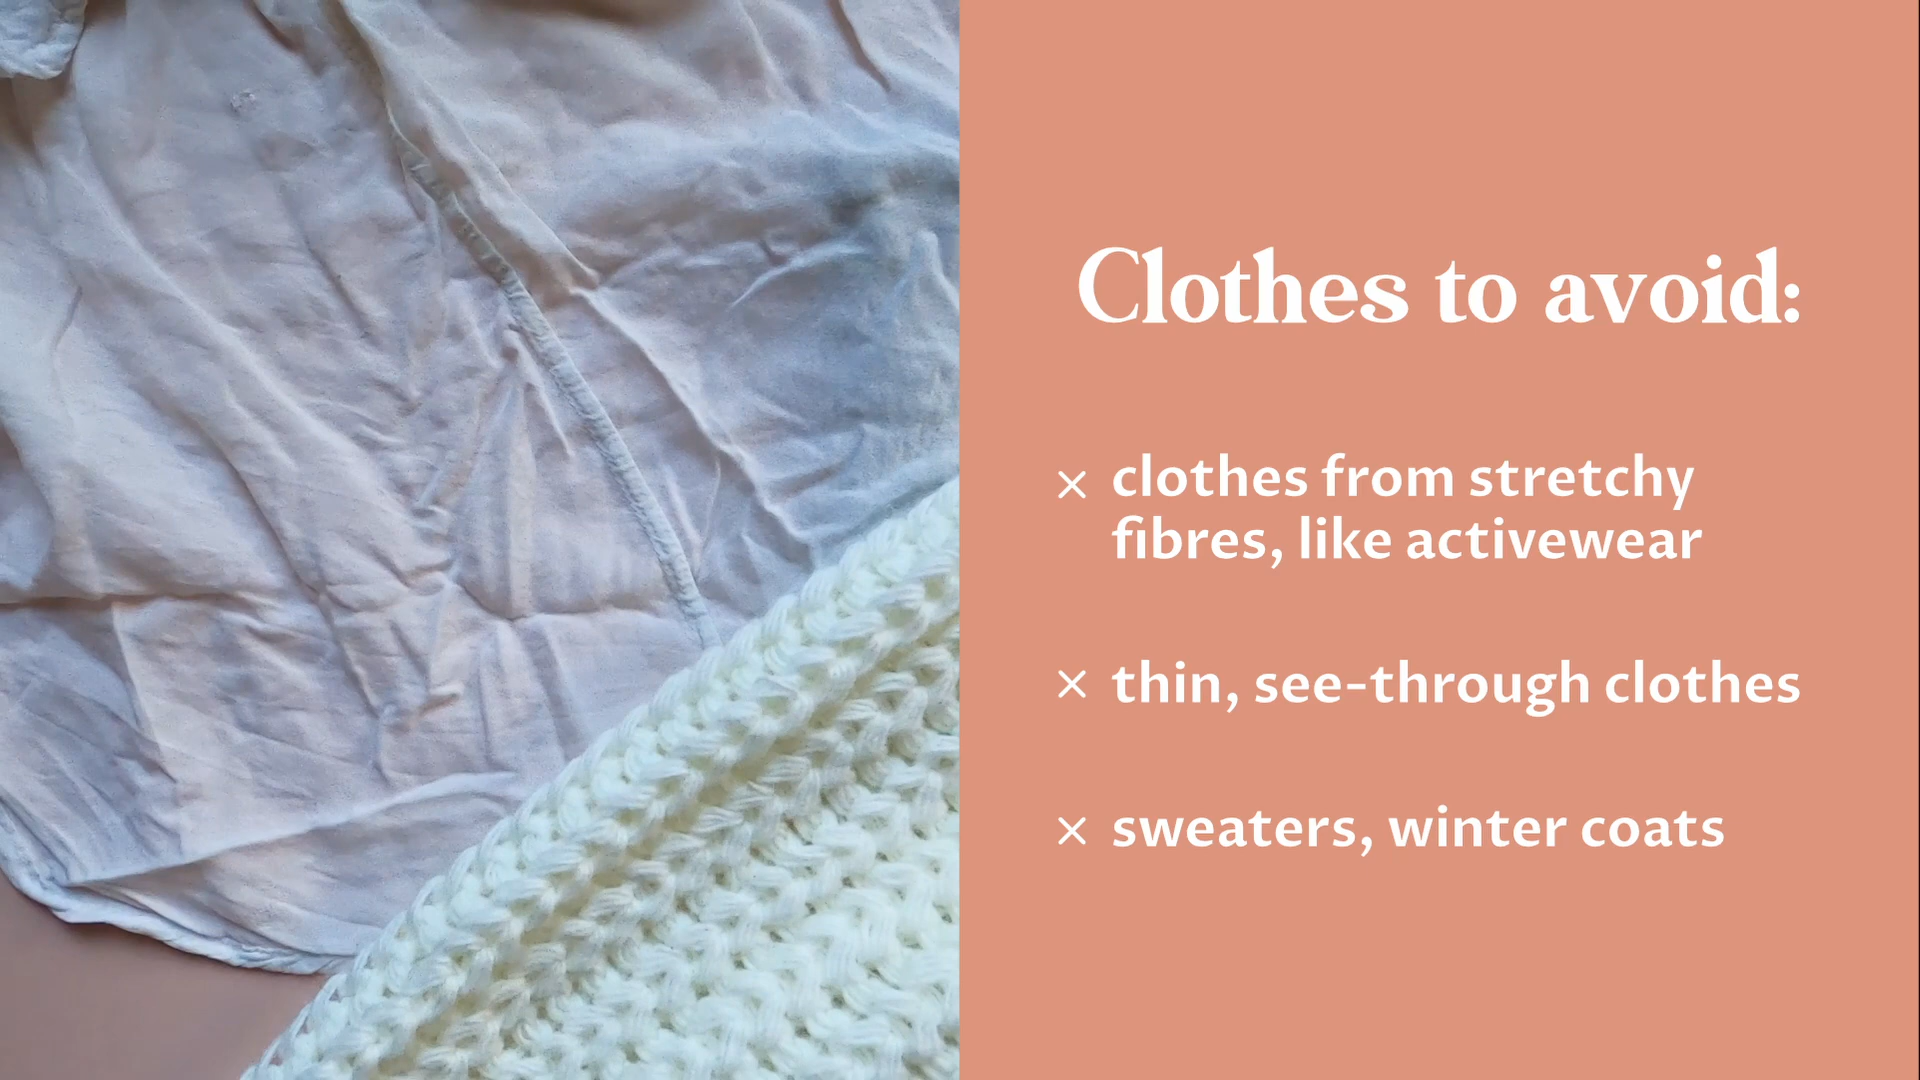 Clothes to avoid:
× clothes from stretchy
fibres, like activewear
× thin, see-through clothes
× sweaters, winter coats